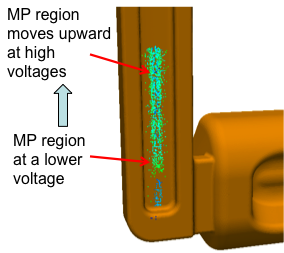 MP region
moves upward
at high
voltages
MP region
at a lower
voltage